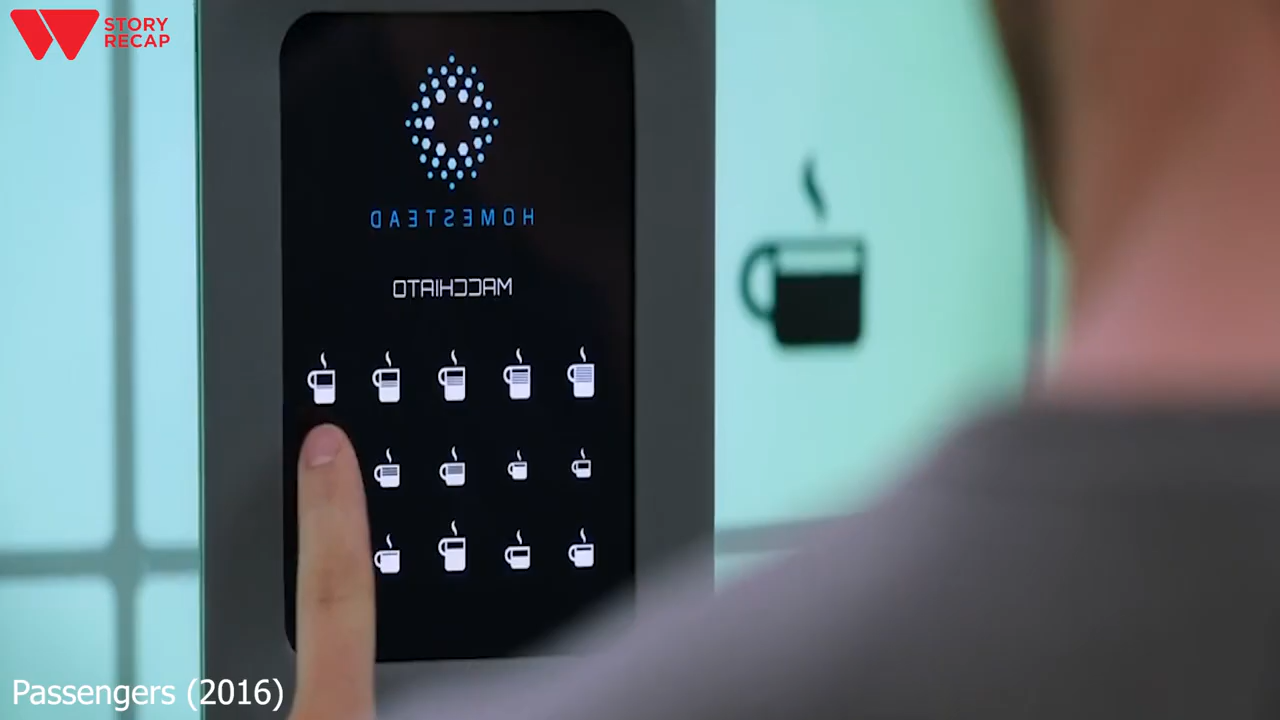 STORY
RECAP
HOMESTEAD
MACCHIATO
Passengers (2016)